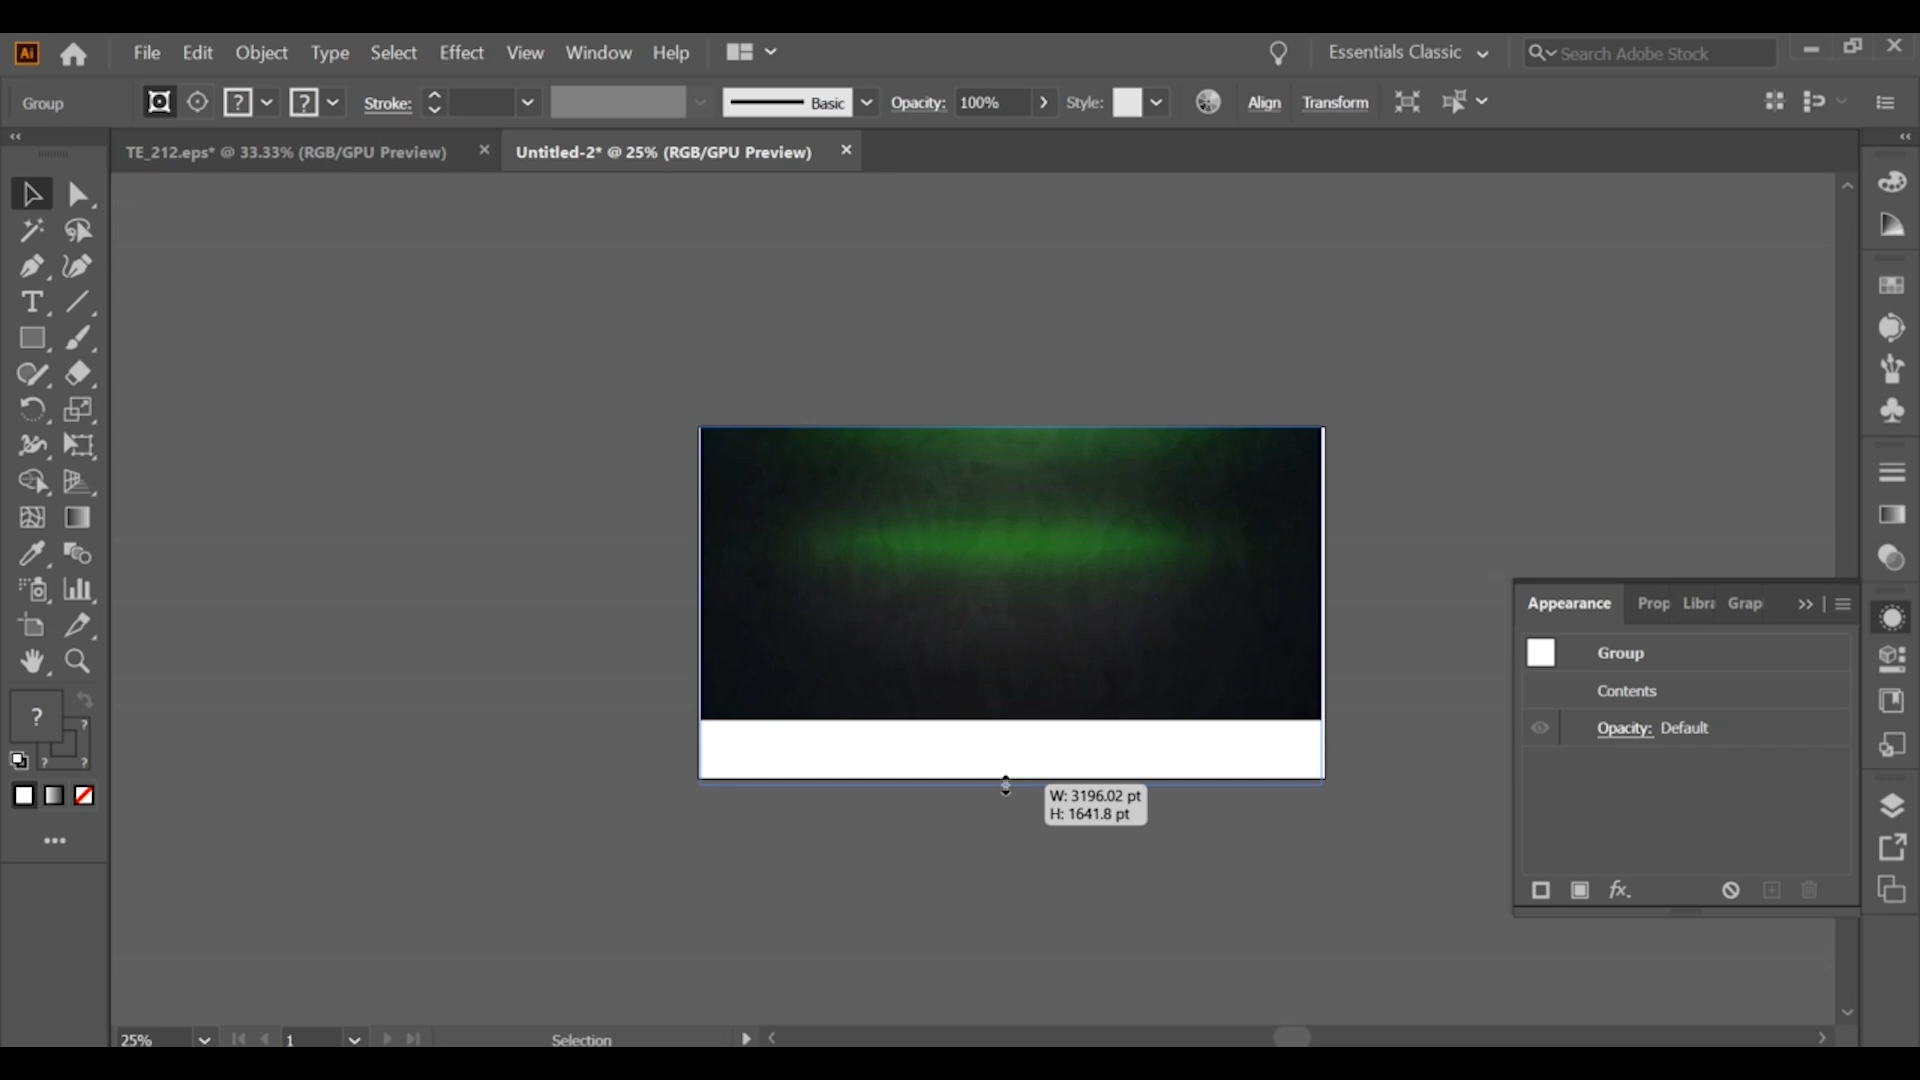 Ai File Edit Object Type Select Effect View Window Help Essentials Classic Search Adobe Stock
Group ? ? Stroke: Basic Opacity: 100% Style: Align Transform
TE_212.eps* @ 33.33% (RGB/GPU Preview) Untitled-2* @ 25% (RGB/GPU Preview)
T
Appearance Prop Libra Grap
Group
Contents
Opacity: Default
?
?
? ?
W: 3196.02 pt
H: 1641.8 pt
fx.
25% 1 Selection